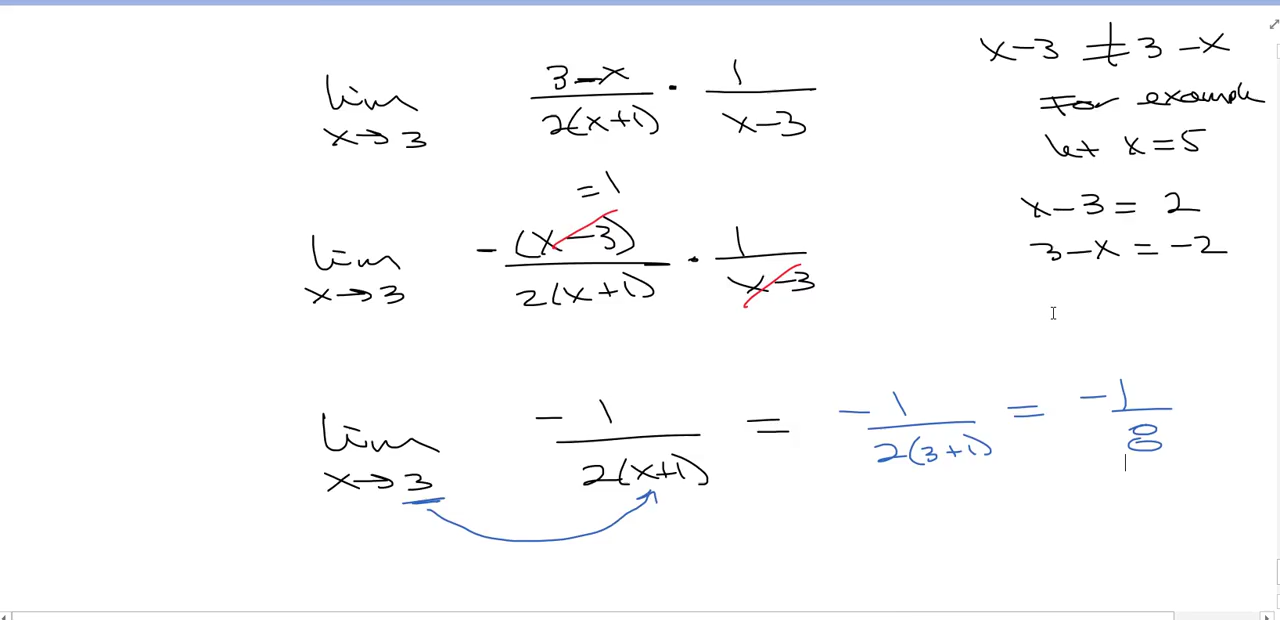 lim x→3 (3-x)/(2(x+1)) · 1/(x-3)
= 1
lim x→3 -(x-3)/(2(x+1)) · 1/(x-3)
lim x→3 -1/(2(x+1)) = -1/(2(3+1)) = -1/8
x-3 ≠ 3-x
For example
let x=5
x-3 = 2
3-x = -2